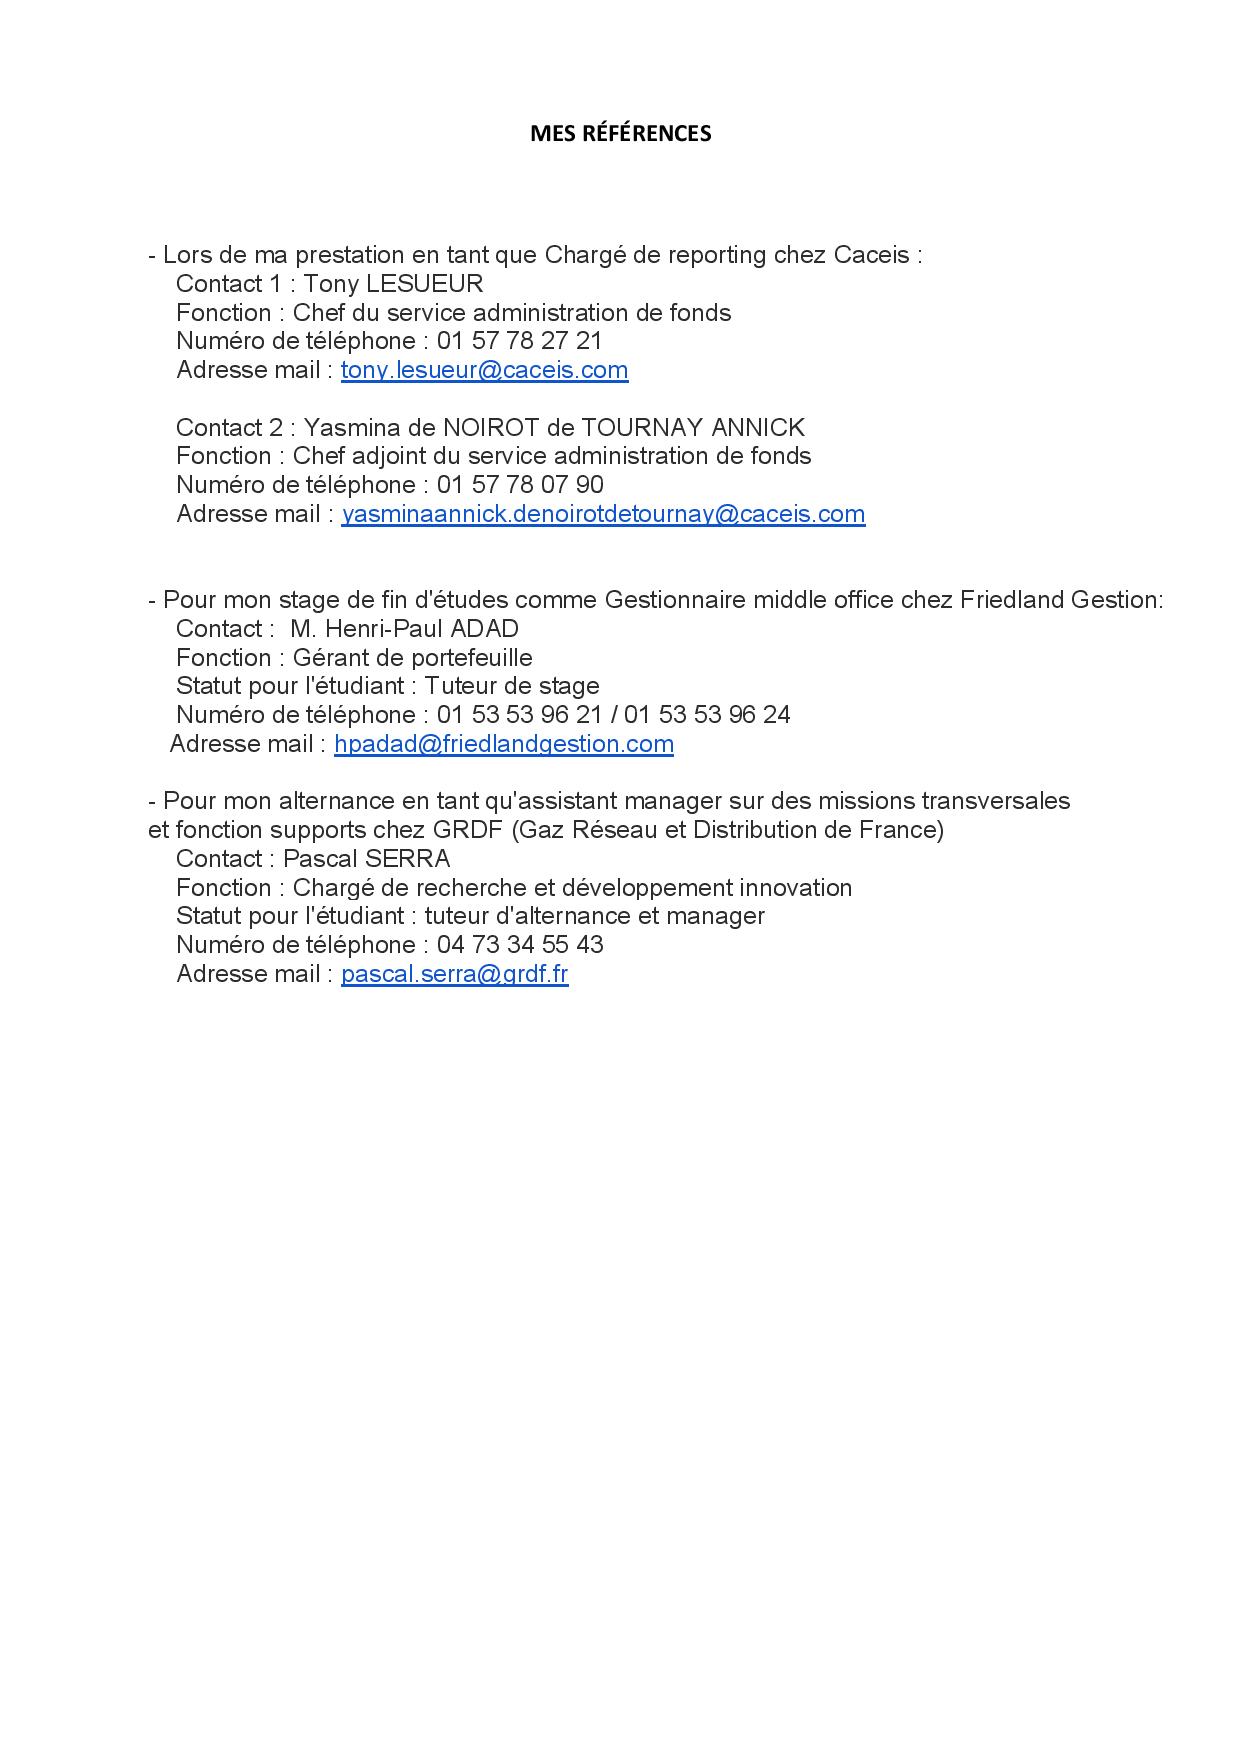 MES RÉFÉRENCES
- Lors de ma prestation en tant que Chargé de reporting chez Caceis :
Contact 1 : Tony LESUEUR
Fonction : Chef du service administration de fonds
Numéro de téléphone : 01 57 78 27 21
Adresse mail : tony.lesueur@caceis.com
Contact 2 : Yasmina de NOIROT de TOURNAY ANNICK
Fonction : Chef adjoint du service administration de fonds
Numéro de téléphone : 01 57 78 07 90
Adresse mail : yasminaannick.denoirotdetournay@caceis.com
- Pour mon stage de fin d'études comme Gestionnaire middle office chez Friedland Gestion:
Contact :  M. Henri-Paul ADAD
Fonction : Gérant de portefeuille
Statut pour l'étudiant : Tuteur de stage
Numéro de téléphone : 01 53 53 96 21 / 01 53 53 96 24
Adresse mail : hpadad@friedlandgestion.com
- Pour mon alternance en tant qu'assistant manager sur des missions transversales
et fonction supports chez GRDF (Gaz Réseau et Distribution de France)
Contact : Pascal SERRA
Fonction : Chargé de recherche et développement innovation
Statut pour l'étudiant : tuteur d'alternance et manager
Numéro de téléphone : 04 73 34 55 43
Adresse mail : pascal.serra@grdf.fr